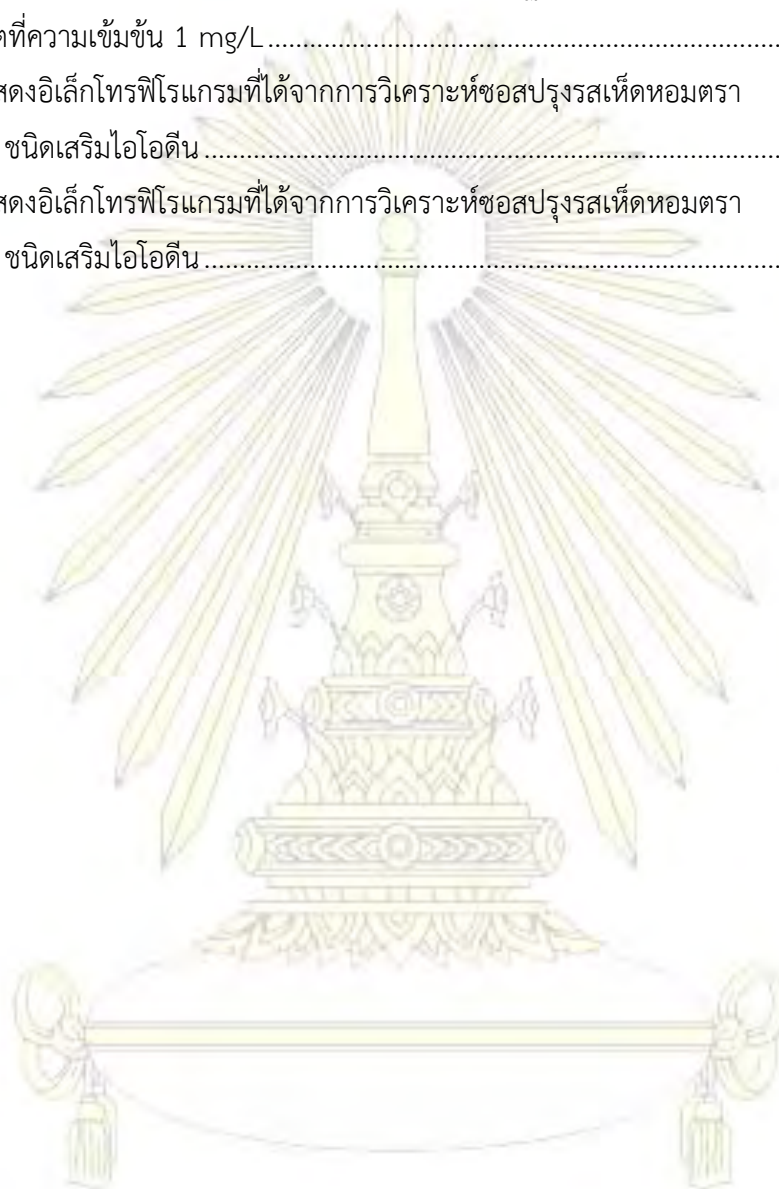 ที่ความเข้มข้น 1 mg/L
สดงอิเล็กโทรฟิโรแกรมที่ได้จากการวิเคราะห์ซอสปรุงรสเห็ดหอมตรา
ชนิดเสริมไอโอดีน
สดงอิเล็กโทรฟิโรแกรมที่ได้จากการวิเคราะห์ซอสปรุงรสเห็ดหอมตรา
ชนิดเสริมไอโอดีน